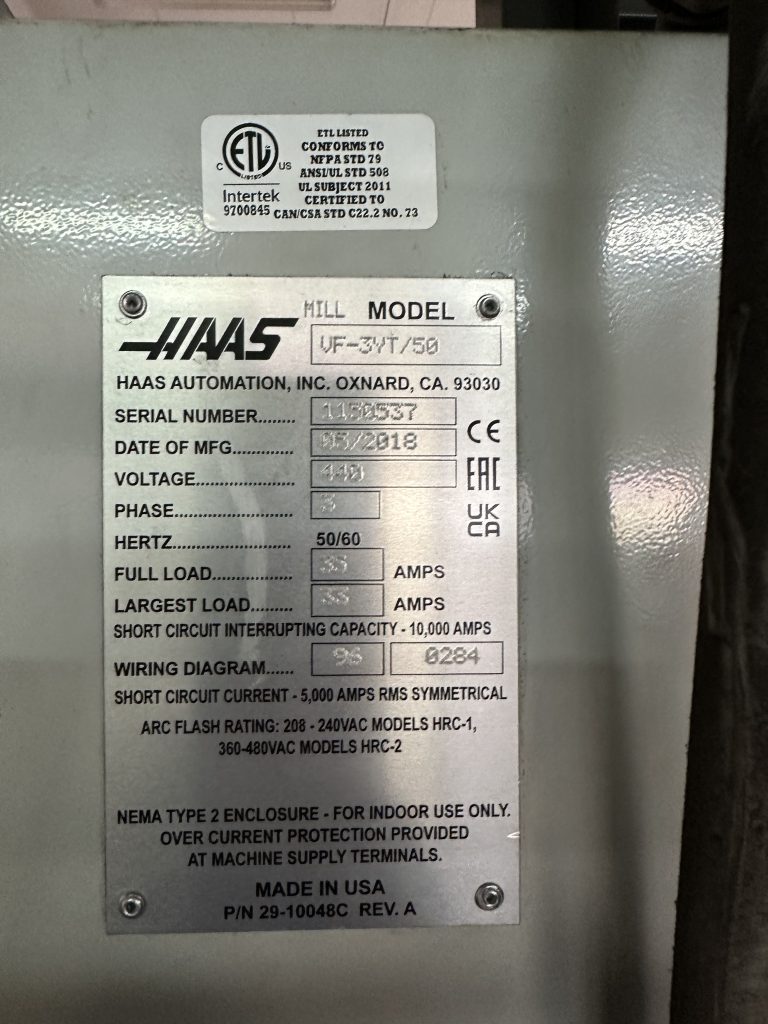 ETL LISTED
CONFORMS TO
NFPA STD 79
ANSI/UL STD 508
UL SUBJECT 2011
CERTIFIED TO
CAN/CSA STD C22.2 NO. 73
C ETL LISTED US
Intertek
9700845
MILL MODEL
HAAS VF-3YT/50
HAAS AUTOMATION, INC. OXNARD, CA. 93030
SERIAL NUMBER........ 1150537
DATE OF MFG............. 05/2018
CE
VOLTAGE..................... 440
EAC
PHASE......................... 3
UK
CA
HERTZ......................... 50/60
FULL LOAD................. 35 AMPS
LARGEST LOAD......... 33 AMPS
SHORT CIRCUIT INTERRUPTING CAPACITY - 10,000 AMPS
WIRING DIAGRAM...... 96 0284
SHORT CIRCUIT CURRENT - 5,000 AMPS RMS SYMMETRICAL
ARC FLASH RATING: 208 - 240VAC MODELS HRC-1,
360-480VAC MODELS HRC-2
NEMA TYPE 2 ENCLOSURE - FOR INDOOR USE ONLY.
OVER CURRENT PROTECTION PROVIDED
AT MACHINE SUPPLY TERMINALS.
MADE IN USA
P/N 29-10048C REV. A